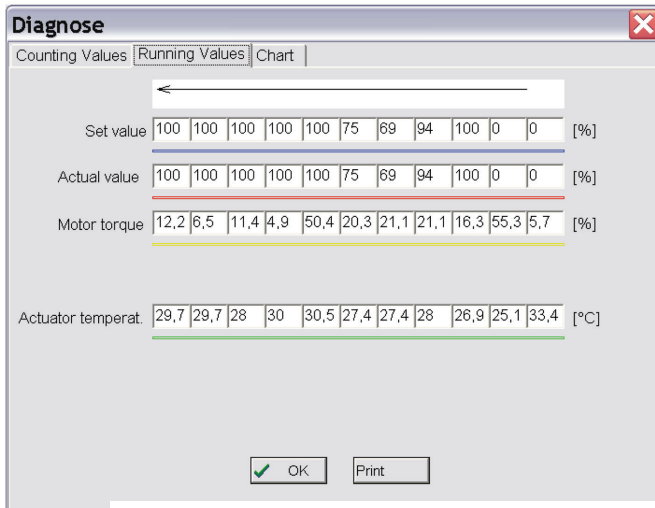 Diagnose
Counting Values Running Values Chart
Set value 100 100 100 100 100 75 69 94 100 0 0 [%]
Actual value 100 100 100 100 100 75 69 94 100 0 0 [%]
Motor torque 12,2 6,5 11,4 4,9 50,4 20,3 21,1 21,1 16,3 55,3 5,7 [%]
Actuator temperat. 29,7 29,7 28 30 30,5 27,4 27,4 28 26,9 25,1 33,4 [°C]
OK Print